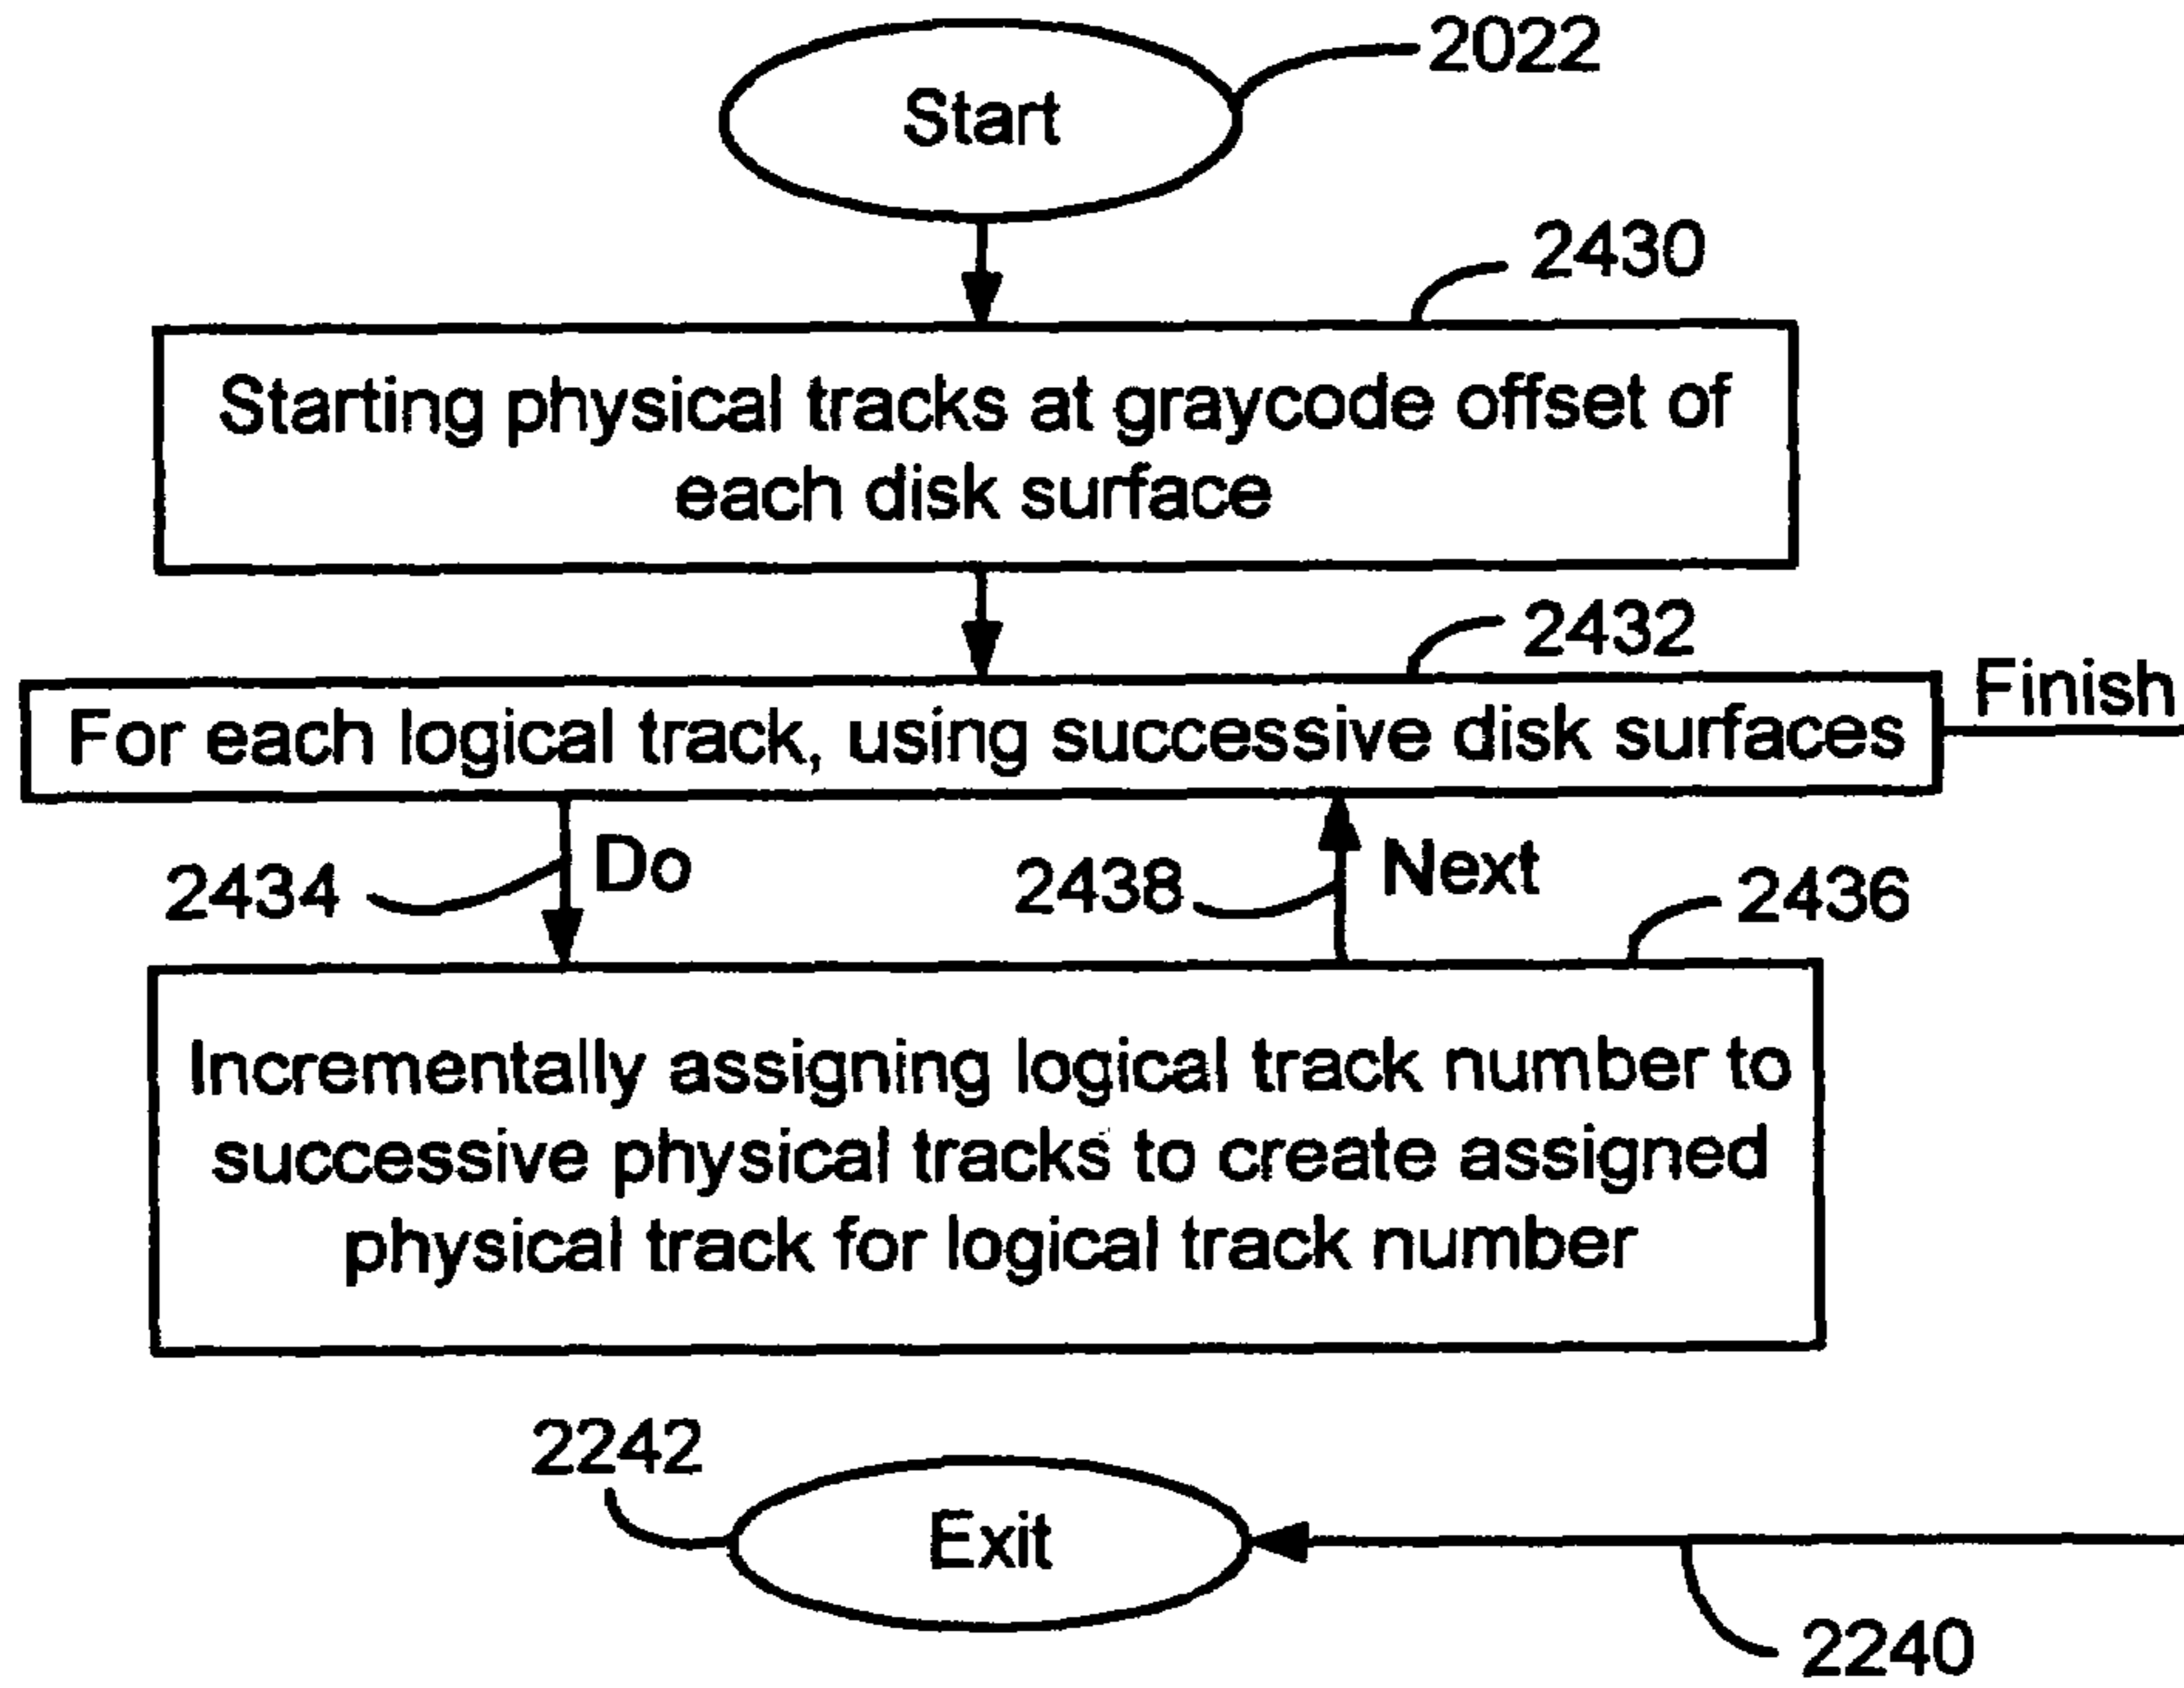 Start
2022
2430
Starting physical tracks at graycode offset of
each disk surface
2432
For each logical track, using successive disk surfaces
Finish
2434
Do
2438
Next
2436
Incrementally assigning logical track number to
successive physical tracks to create assigned
physical track for logical track number
2242
Exit
2240